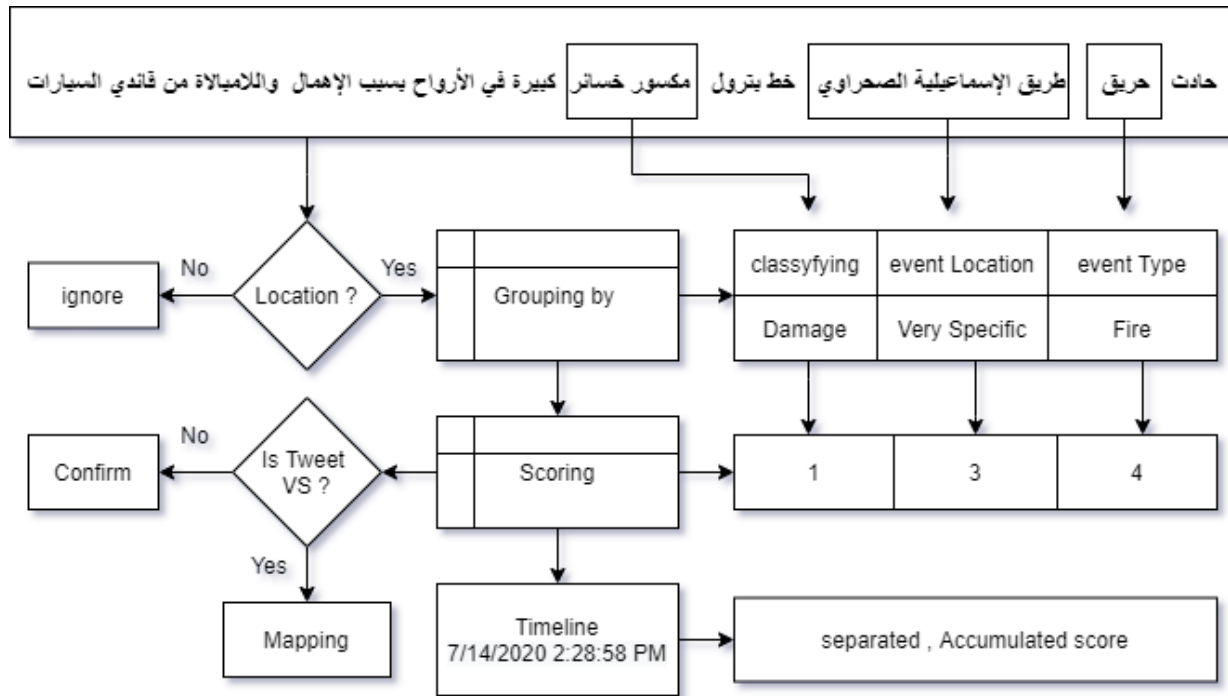 حادث حريق طريق الإسماعيلية الصحراوي خط بترول مكسور خسائر كبيرة في الأرواح بسبب الإهمال واللامبالاة من قائدي السيارات
ignore
No
Location ?
Yes
Grouping by
classyfying
event Location
event Type
Damage
Very Specific
Fire
Confirm
No
Is Tweet
VS ?
Yes
Mapping
Scoring
1
3
4
Timeline
7/14/2020 2:28:58 PM
separated , Accumulated score